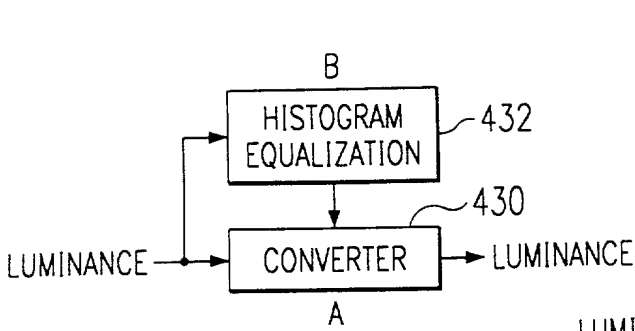 B
HISTOGRAM
EQUALIZATION
432
430
LUMINANCE
CONVERTER
LUMINANCE
A